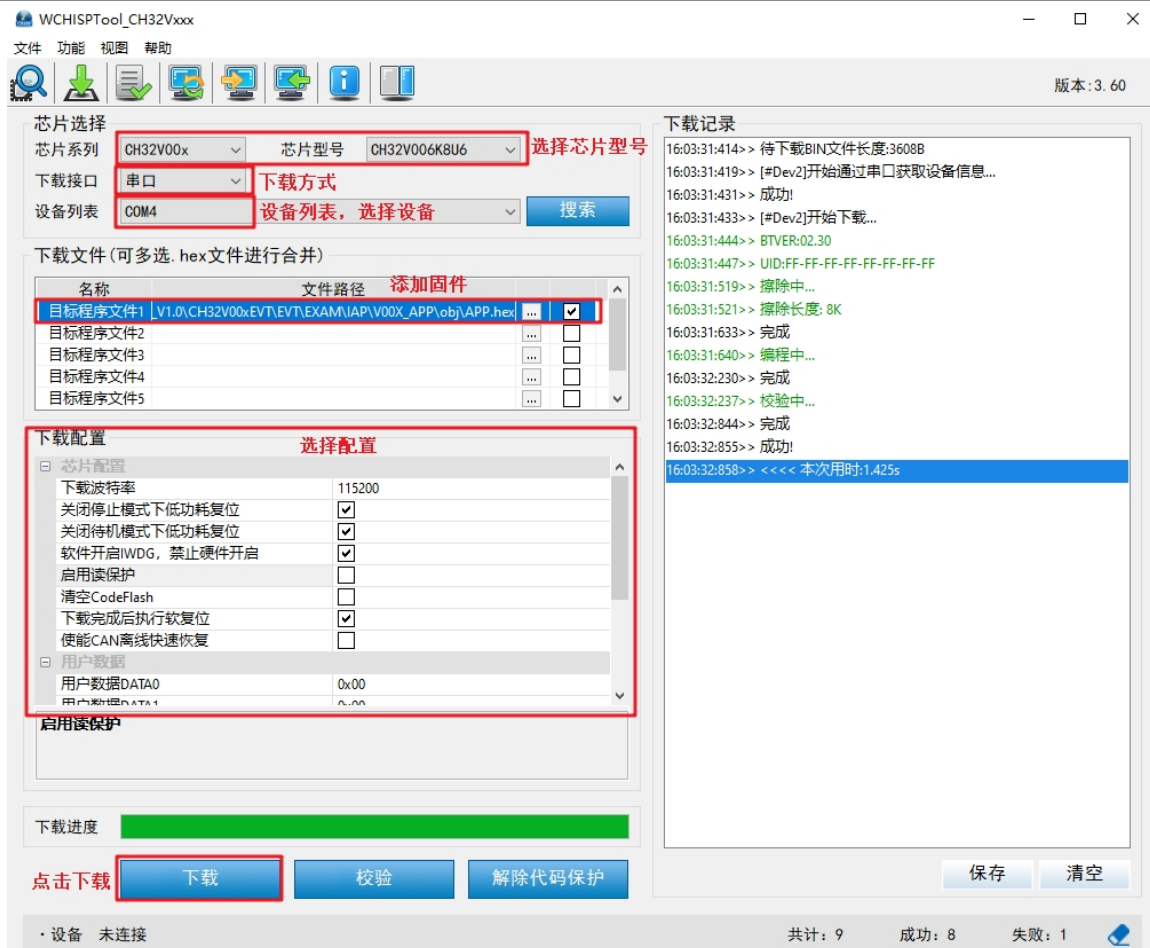 WCHISPTool_CH32Vxxx
文件 功能 视图 帮助
版本:3.60
芯片选择
芯片系列 CH32V00x 芯片型号 CH32V006K8U6 选择芯片型号
下载接口 串口 下载方式
设备列表 COM4 设备列表，选择设备 搜索
下载文件(可多选.hex文件进行合并)
名称 文件路径 添加固件
目标程序文件1 _V1.0\CH32V00xEVT\EVT\EXAM\IAP\V00X_APP\obj\APP.hex ...
目标程序文件2 ...
目标程序文件3 ...
目标程序文件4 ...
目标程序文件5 ...
下载配置 选择配置
芯片配置
下载波特率 115200
关闭停止模式下低功耗复位
关闭待机模式下低功耗复位
软件开启IWDG，禁止硬件开启
启用读保护
清空CodeFlash
下载完成后执行软复位
使能CAN离线快速恢复
用户数据
用户数据DATA0 0x00
用户数据DATA1 0x00
启用读保护
下载进度
点击下载 下载 校验 解除代码保护
下载记录
16:03:31:414>> 待下载BIN文件长度:3608B
16:03:31:419>> [#Dev2]开始通过串口获取设备信息...
16:03:31:431>> 成功!
16:03:31:433>> [#Dev2]开始下载...
16:03:31:444>> BTVER:02.30
16:03:31:447>> UID:FF-FF-FF-FF-FF-FF-FF-FF
16:03:31:519>> 擦除中...
16:03:31:521>> 擦除长度: 8K
16:03:31:633>> 完成
16:03:31:640>> 编程中...
16:03:32:230>> 完成
16:03:32:237>> 校验中...
16:03:32:844>> 完成
16:03:32:855>> 成功!
16:03:32:858>> <<<< 本次用时:1.425s
保存 清空
·设备 未连接 共计: 9 成功: 8 失败: 1